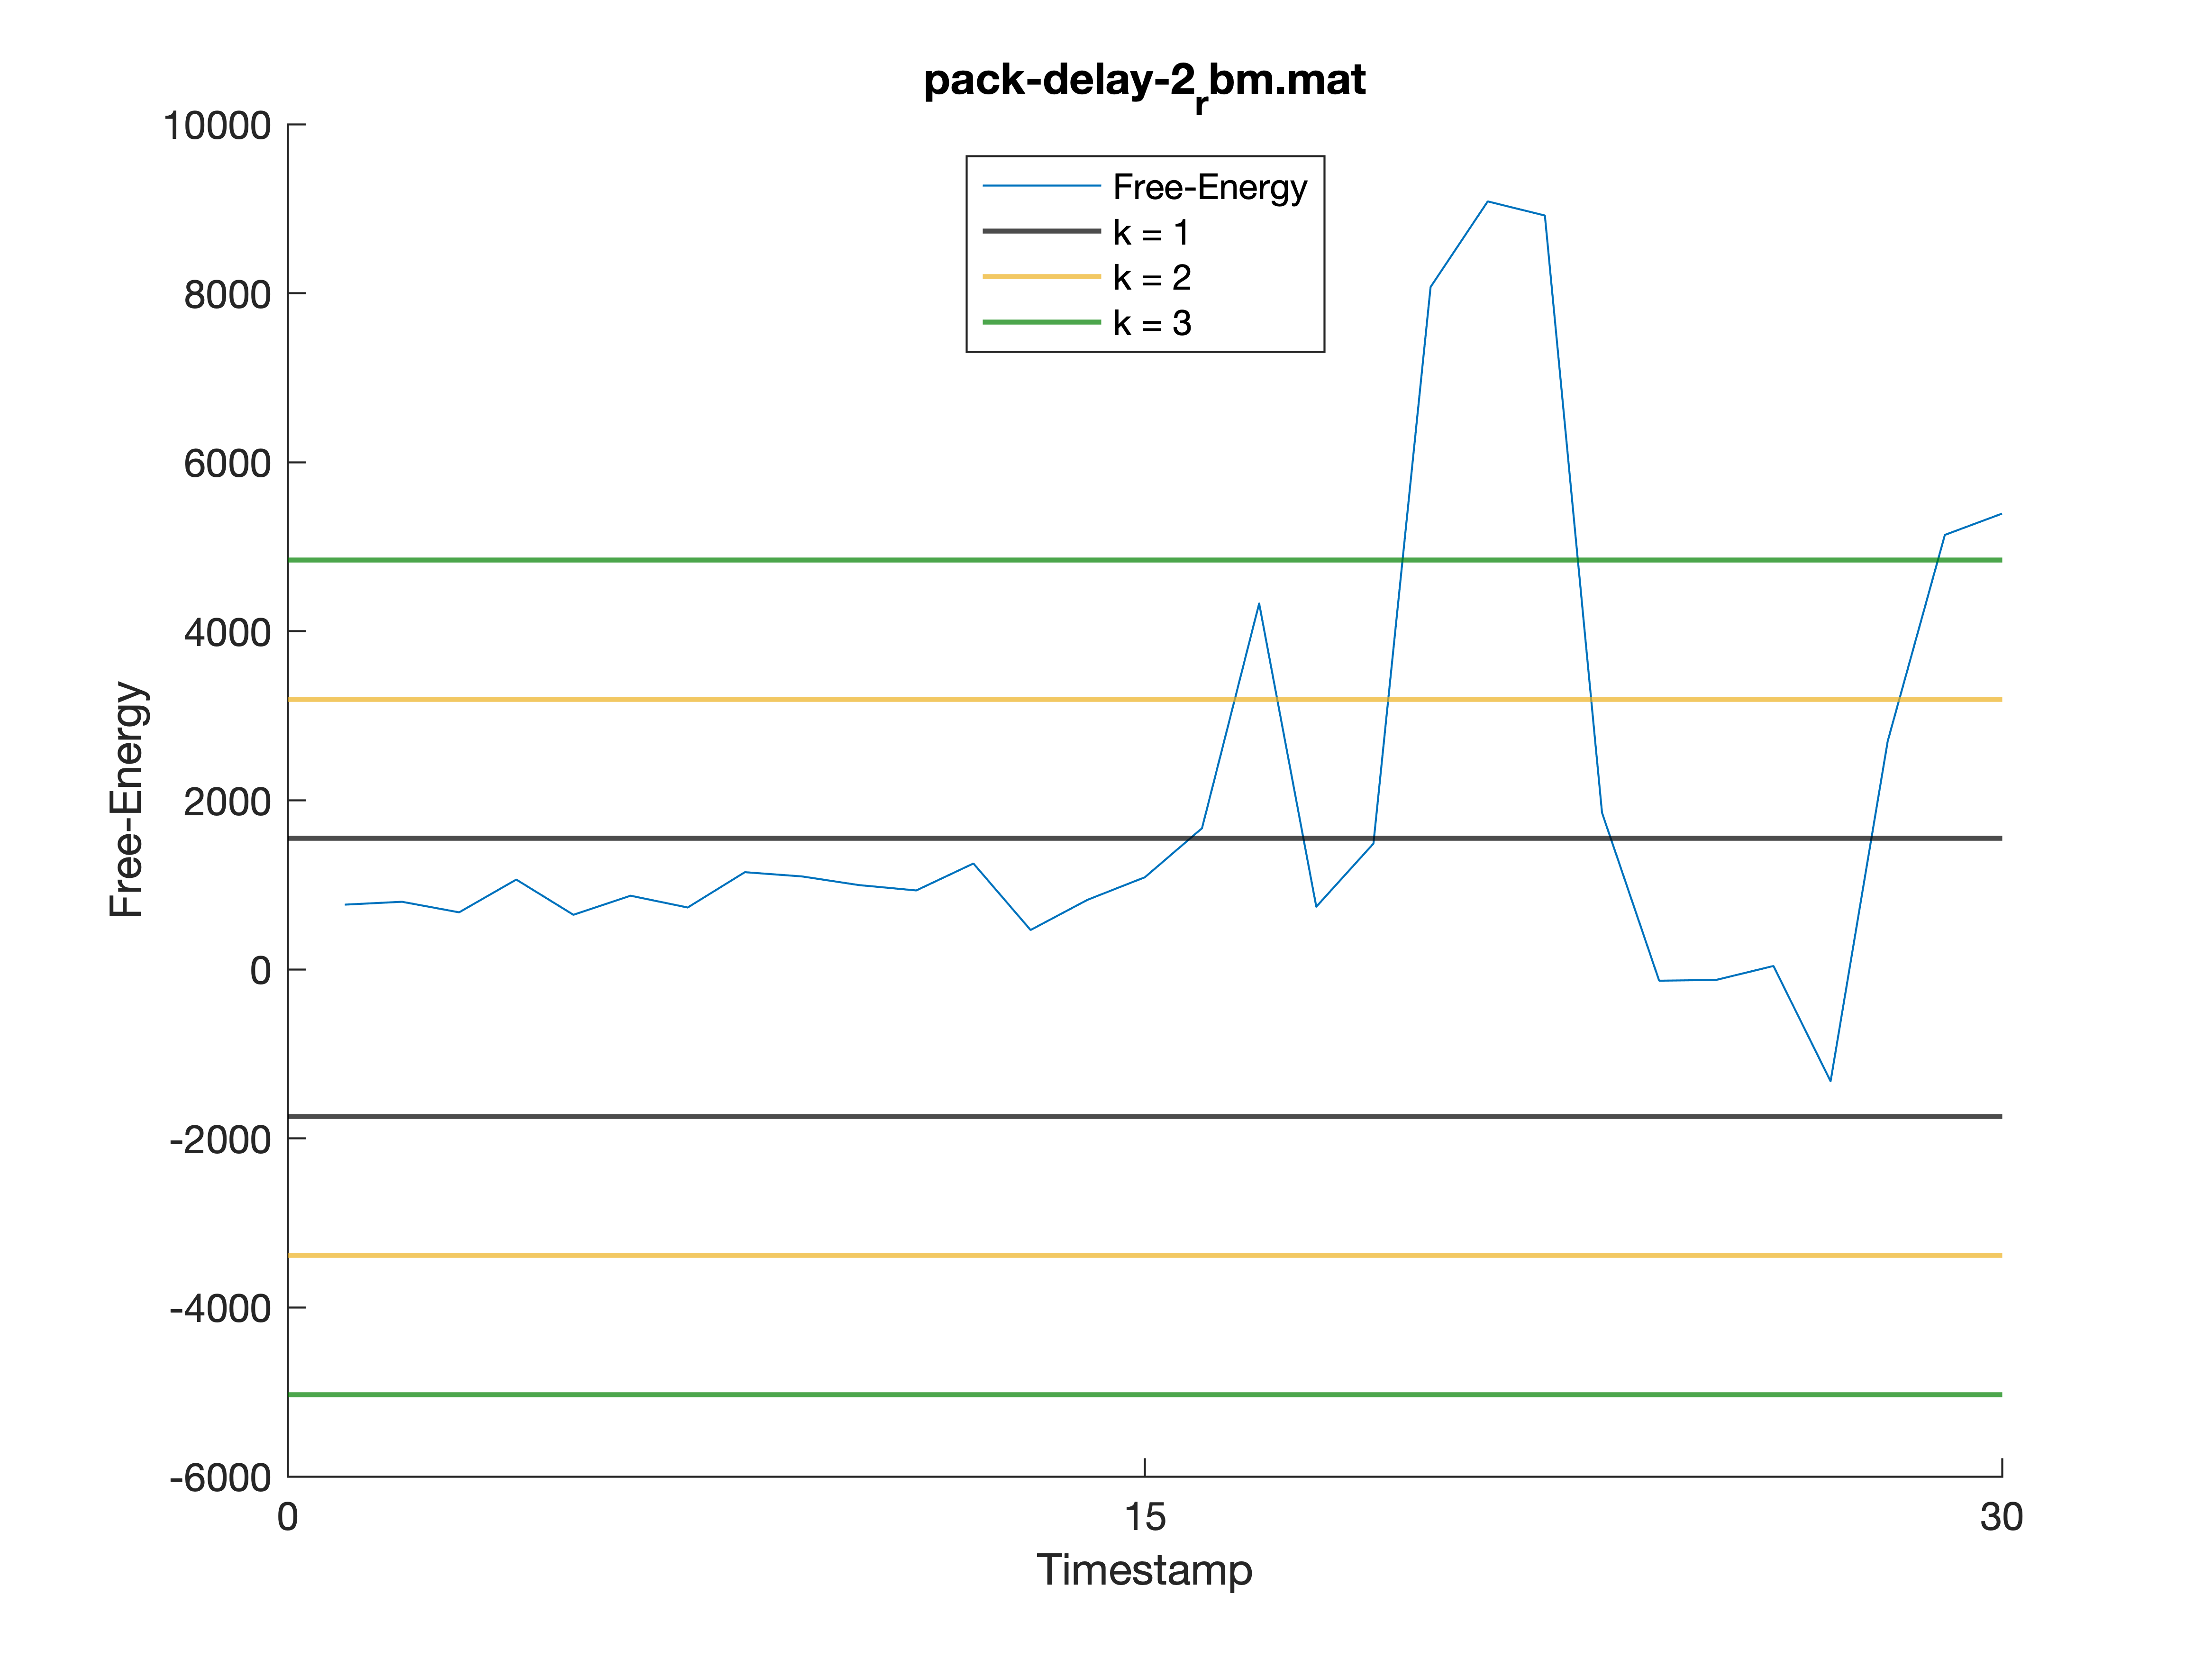 pack-delay-2rbm.mat
10000
8000
6000
4000
2000
0
-2000
-4000
-6000
Free-Energy
Free-Energy
k = 1
k = 2
k = 3
0 15 30
Timestamp